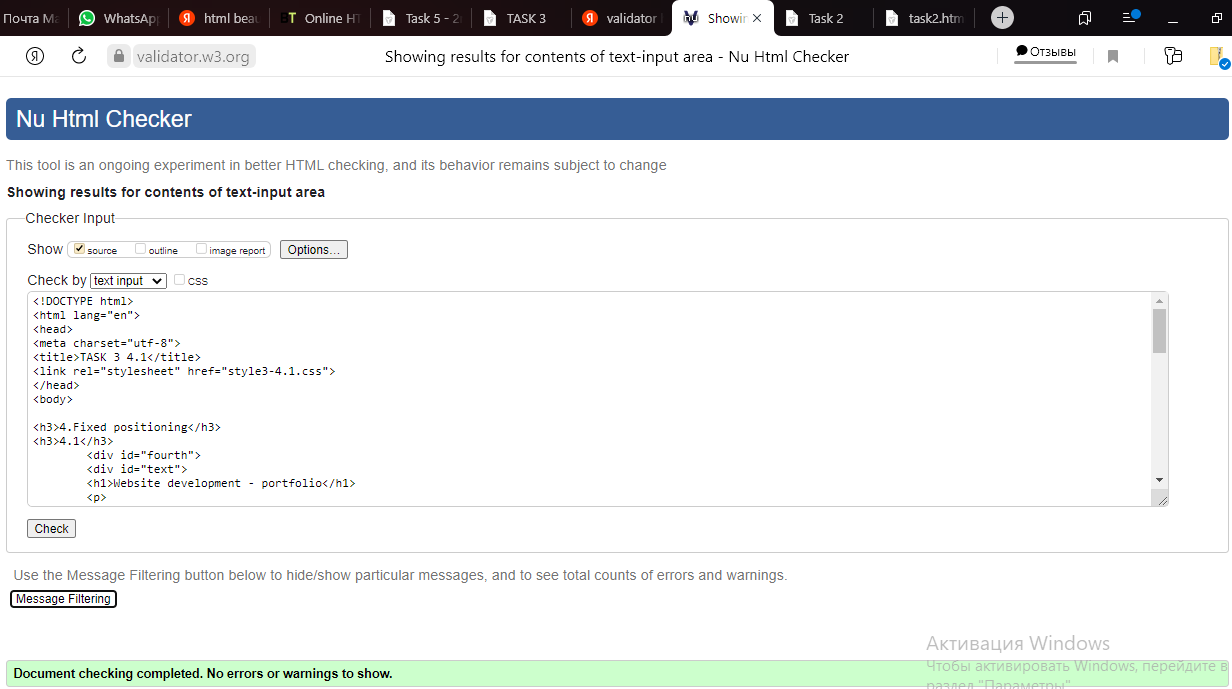 Почта Ma WhatsApp html beau BT Online HT Task 5 - 2 TASK 3 validator Showin Task 2 task2.htm
validator.w3.org Showing results for contents of text-input area - Nu Html Checker Отзывы
Nu Html Checker
This tool is an ongoing experiment in better HTML checking, and its behavior remains subject to change
Showing results for contents of text-input area
Checker Input
Show source outline image report Options...
Check by text input css
<!DOCTYPE html>
<html lang="en">
<head>
<meta charset="utf-8">
<title>TASK 3 4.1</title>
<link rel="stylesheet" href="style3-4.1.css">
</head>
<body>
<h3>4.Fixed positioning</h3>
<h3>4.1</h3>
<div id="fourth">
<div id="text">
<h1>Website development - portfolio</h1>
<p>
Check
Use the Message Filtering button below to hide/show particular messages, and to see total counts of errors and warnings.
Message Filtering
Активация Windows
Чтобы активировать Windows, перейдите в
раздел "Параметры".
Document checking completed. No errors or warnings to show.